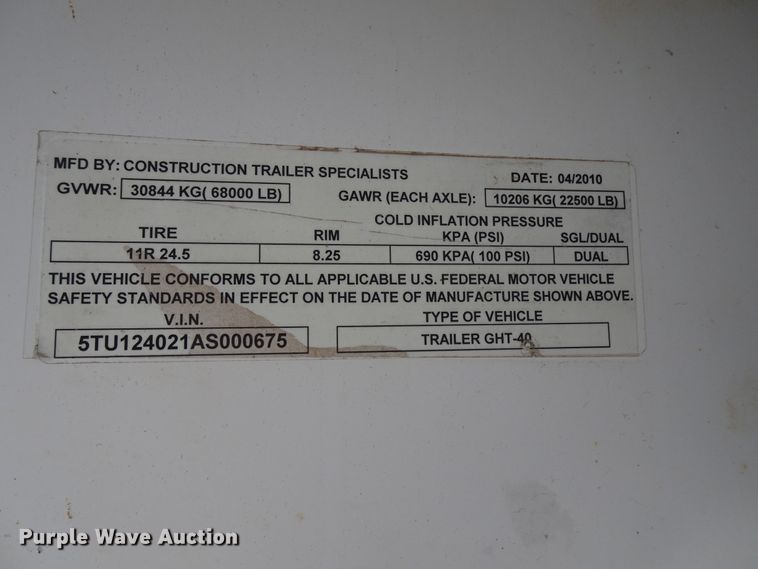 MFD BY: CONSTRUCTION TRAILER SPECIALISTS DATE: 04/2010
GVWR: 30844 KG( 68000 LB) GAWR (EACH AXLE): 10206 KG( 22500 LB)
COLD INFLATION PRESSURE
TIRE RIM KPA (PSI) SGL/DUAL
11R 24.5 8.25 690 KPA( 100 PSI) DUAL
THIS VEHICLE CONFORMS TO ALL APPLICABLE U.S. FEDERAL MOTOR VEHICLE
SAFETY STANDARDS IN EFFECT ON THE DATE OF MANUFACTURE SHOWN ABOVE.
V.I.N. TYPE OF VEHICLE
5TU124021AS000675 TRAILER GHT-40
Purple Wave Auction